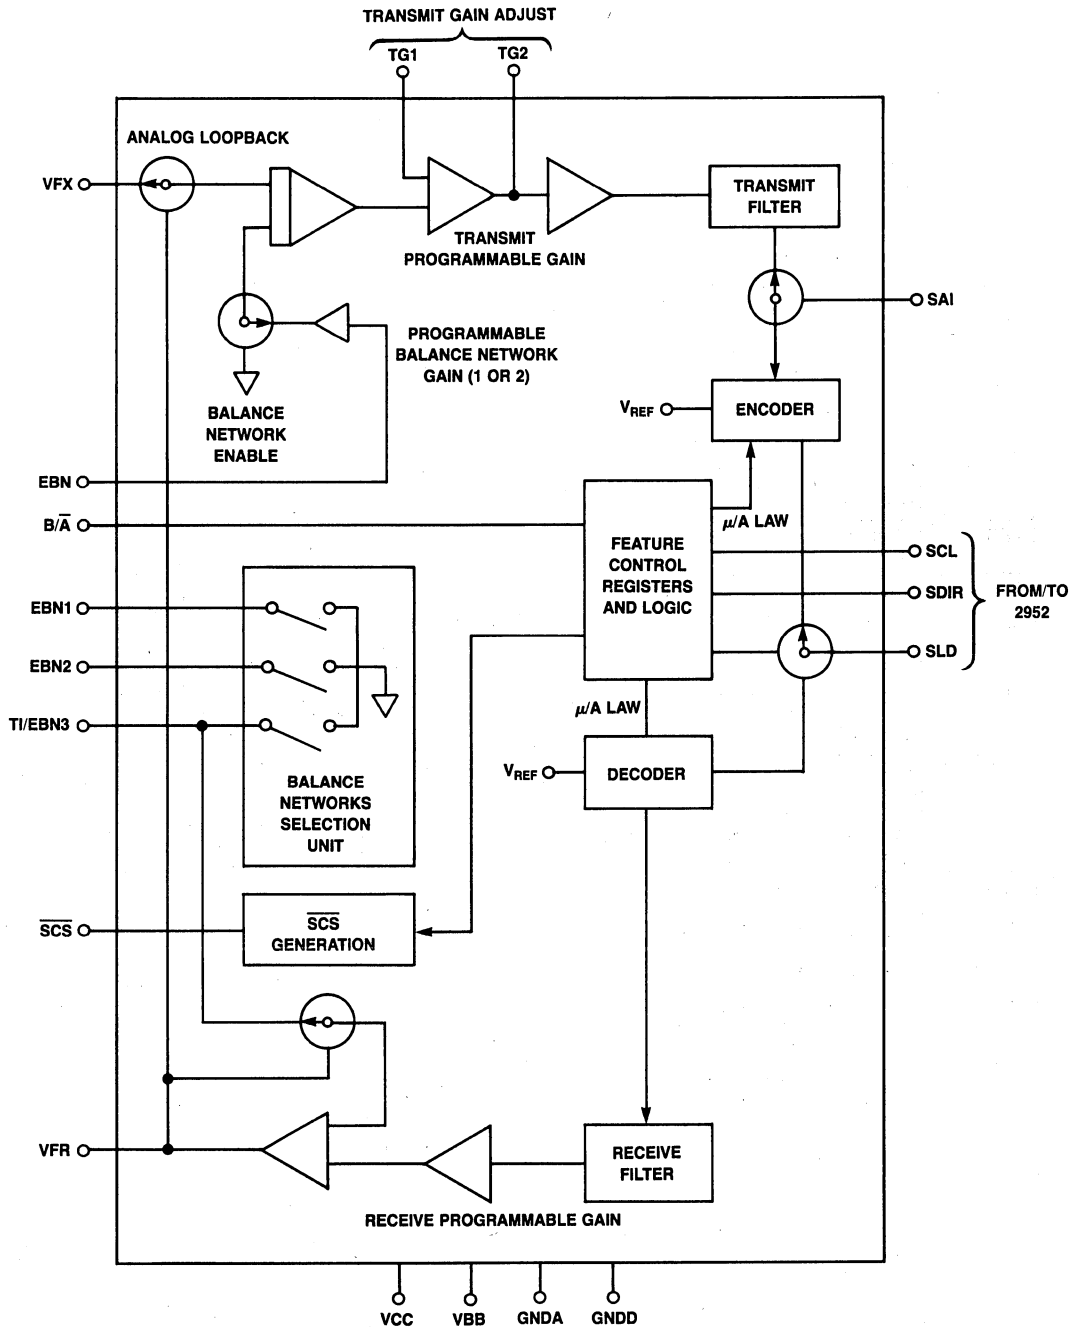 TRANSMIT GAIN ADJUST
TG1
TG2
ANALOG LOOPBACK
VFX
TRANSMIT
FILTER
TRANSMIT
PROGRAMMABLE GAIN
SAI
PROGRAMMABLE
BALANCE NETWORK
GAIN (1 OR 2)
BALANCE
NETWORK
ENABLE
VREF
ENCODER
EBN
B/A̅
μ/A LAW
FEATURE
CONTROL
REGISTERS
AND LOGIC
SCL
SDIR
SLD
FROM/TO
2952
EBN1
EBN2
TI/EBN3
BALANCE
NETWORKS
SELECTION
UNIT
μ/A LAW
VREF
DECODER
S̅C̅S̅
S̅C̅S̅
GENERATION
VFR
RECEIVE
FILTER
RECEIVE PROGRAMMABLE GAIN
VCC
VBB
GNDA
GNDD